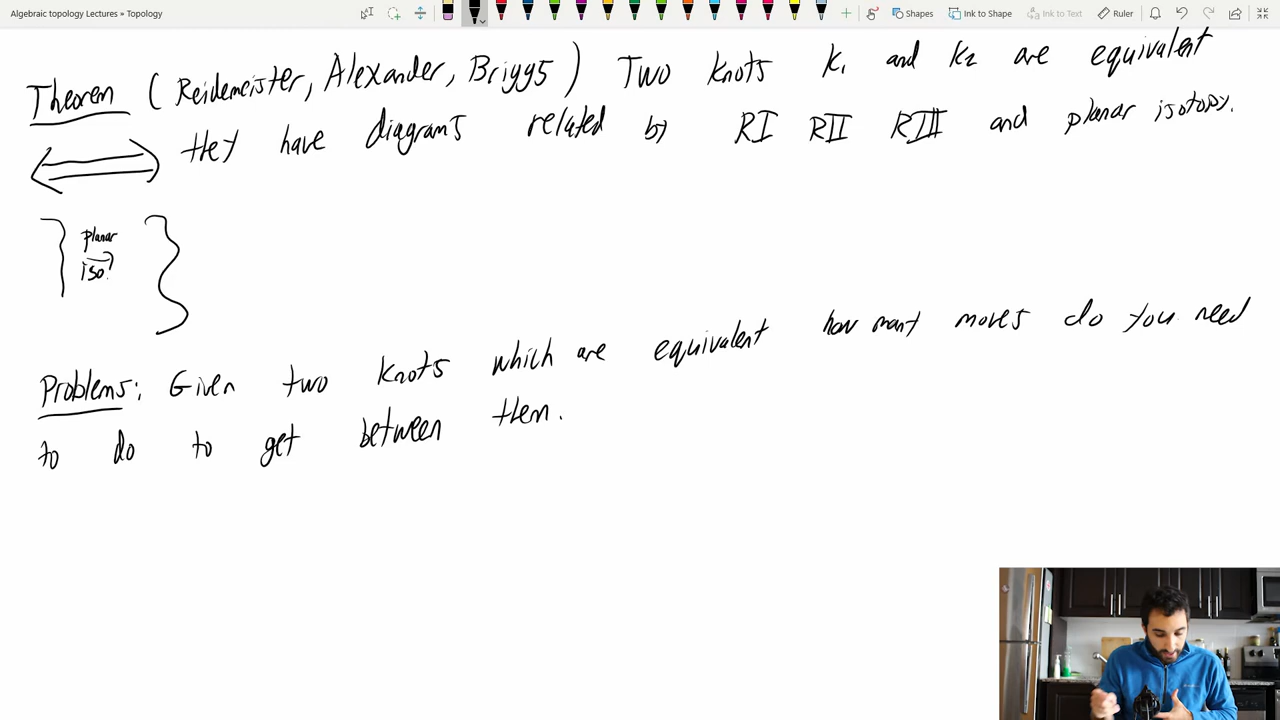 Algebraic topology Lectures » Topology
Shapes
Ink to Shape
Ink to Text
Ruler
Theorem (Reidemeister, Alexander, Briggs) Two knots K₁ and K₂ are equivalent
⟺ they have diagrams related by RI RII RIII and planar isotopy.
planar
iso.
Problems: Given two knots which are equivalent how many moves do you need
to do to get between them.